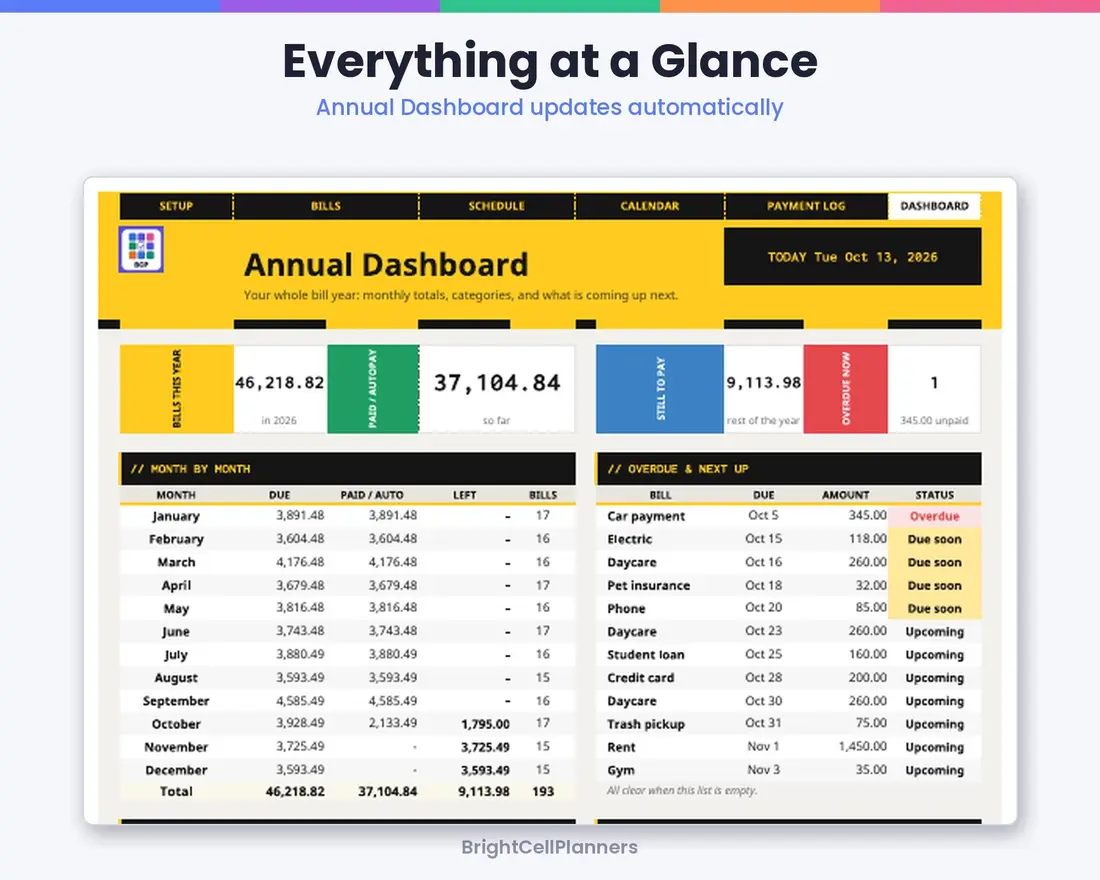 Everything at a Glance
Annual Dashboard updates automatically
SETUP BILLS SCHEDULE CALENDAR PAYMENT LOG DASHBOARD
BCP
Annual Dashboard
TODAY Tue Oct 13, 2026
Your whole bill year: monthly totals, categories, and what is coming up next.
BILLS THIS YEAR
46,218.82
in 2026
PAID / AUTOPAY
37,104.84
so far
STILL TO PAY
9,113.98
rest of the year
OVERDUE NOW
1
345.00 unpaid
// MONTH BY MONTH
MONTH DUE PAID / AUTO LEFT BILLS
January 3,891.48 3,891.48 - 17
February 3,604.48 3,604.48 - 16
March 4,176.48 4,176.48 - 16
April 3,679.48 3,679.48 - 17
May 3,816.48 3,816.48 - 16
June 3,743.48 3,743.48 - 17
July 3,880.49 3,880.49 - 16
August 3,593.49 3,593.49 - 15
September 4,585.49 4,585.49 - 16
October 3,928.49 2,133.49 1,795.00 17
November 3,725.49 - 3,725.49 15
December 3,593.49 - 3,593.49 15
Total 46,218.82 37,104.84 9,113.98 193
// OVERDUE & NEXT UP
BILL DUE AMOUNT STATUS
Car payment Oct 5 345.00 Overdue
Electric Oct 15 118.00 Due soon
Daycare Oct 16 260.00 Due soon
Pet insurance Oct 18 32.00 Due soon
Phone Oct 20 85.00 Due soon
Daycare Oct 23 260.00 Upcoming
Student loan Oct 25 160.00 Upcoming
Credit card Oct 28 200.00 Upcoming
Daycare Oct 30 260.00 Upcoming
Trash pickup Oct 31 75.00 Upcoming
Rent Nov 1 1,450.00 Upcoming
Gym Nov 3 35.00 Upcoming
All clear when this list is empty.
BrightCellPlanners